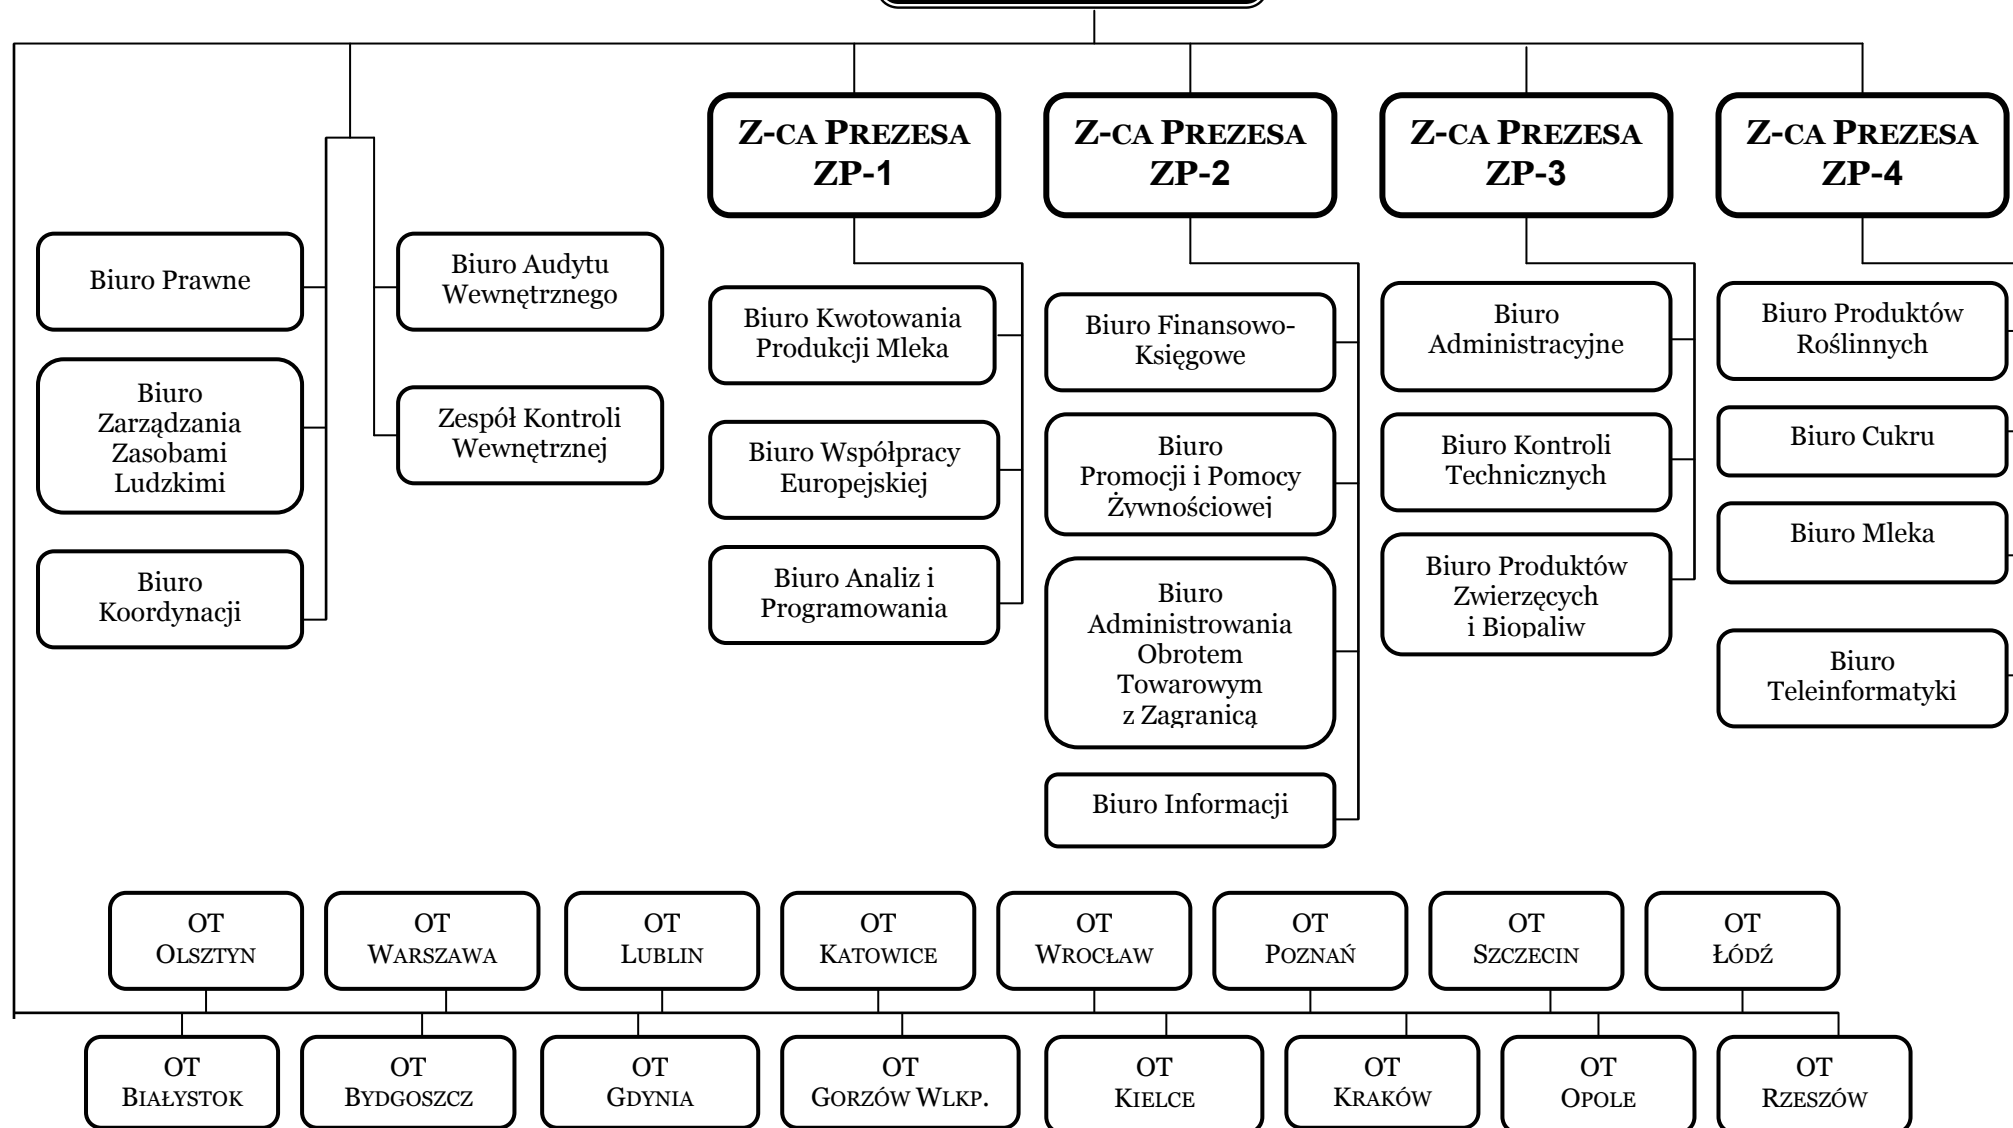 Z-CA PREZESA
ZP-1
Z-CA PREZESA
ZP-2
Z-CA PREZESA
ZP-3
Z-CA PREZESA
ZP-4
Biuro Prawne
Biuro
Zarządzania
Zasobami
Ludzkimi
Biuro
Koordynacji
Biuro Audytu
Wewnętrznego
Zespół Kontroli
Wewnętrznej
Biuro Kwotowania
Produkcji Mleka
Biuro Współpracy
Europejskiej
Biuro Analiz i
Programowania
Biuro Finansowo-
Księgowe
Biuro
Promocji i Pomocy
Żywnościowej
Biuro
Administrowania
Obrotem
Towarowym
z Zagranicą
Biuro Informacji
Biuro
Administracyjne
Biuro Kontroli
Technicznych
Biuro Produktów
Zwierzęcych
i Biopaliw
Biuro Produktów
Roślinnych
Biuro Cukru
Biuro Mleka
Biuro
Teleinformatyki
OT
OLSZTYN
OT
WARSZAWA
OT
LUBLIN
OT
KATOWICE
OT
WROCŁAW
OT
POZNAŃ
OT
SZCZECIN
OT
ŁÓDŹ
OT
BIAŁYSTOK
OT
BYDGOSZCZ
OT
GDYNIA
OT
GORZÓW WLKP.
OT
KIELCE
OT
KRAKÓW
OT
OPOLE
OT
RZESZÓW